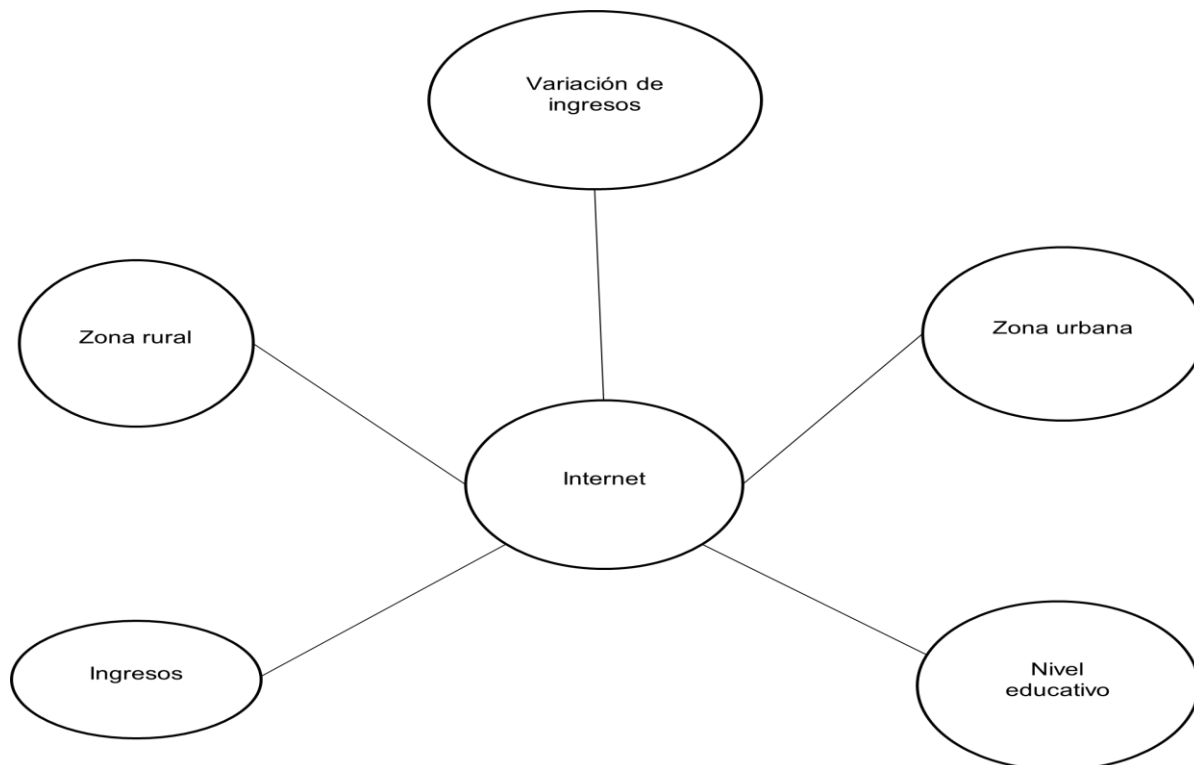 Variación de
ingresos
Zona rural
Zona urbana
Internet
Ingresos
Nivel
educativo